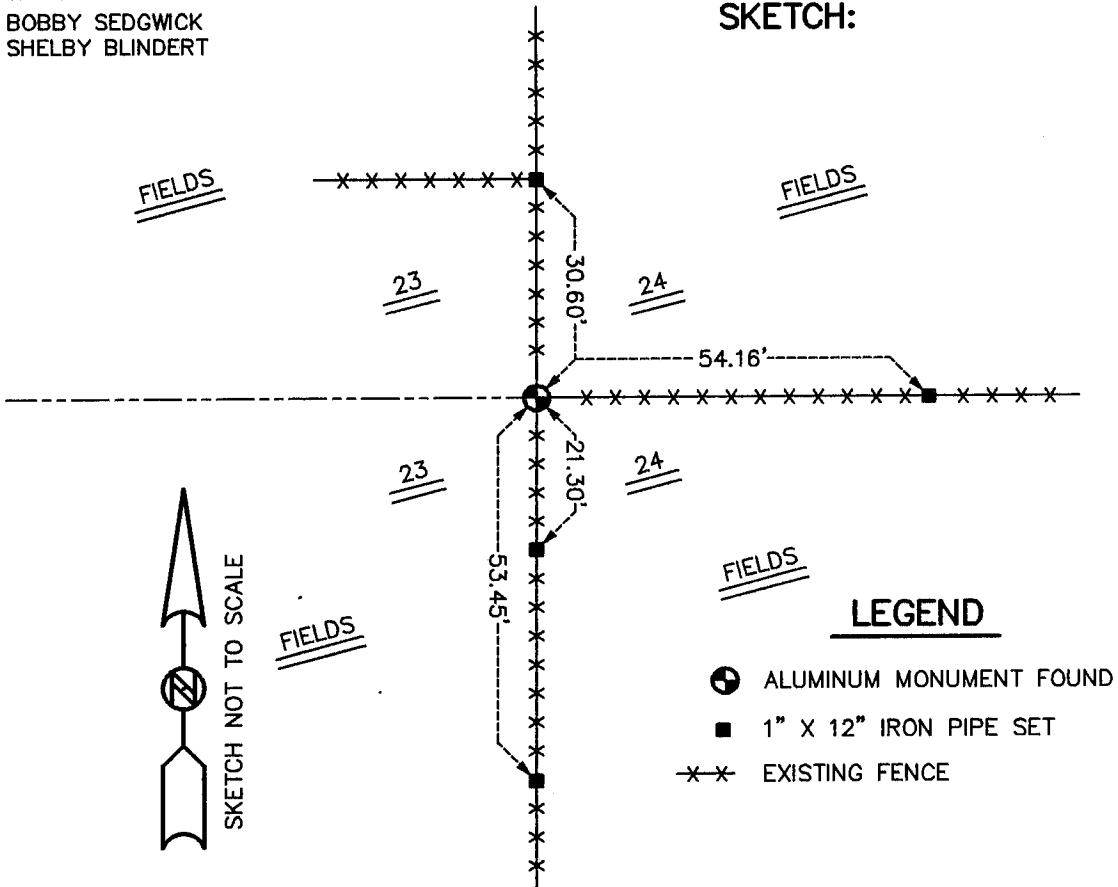 BOBBY SEDGWICK
SHELBY BLINDERT
SKETCH:
FIELDS
FIELDS
23
24
30.60'
54.16'
23
24
21.30'
53.45'
FIELDS
FIELDS
N
SKETCH NOT TO SCALE
LEGEND
ALUMINUM MONUMENT FOUND
1" X 12" IRON PIPE SET
EXISTING FENCE